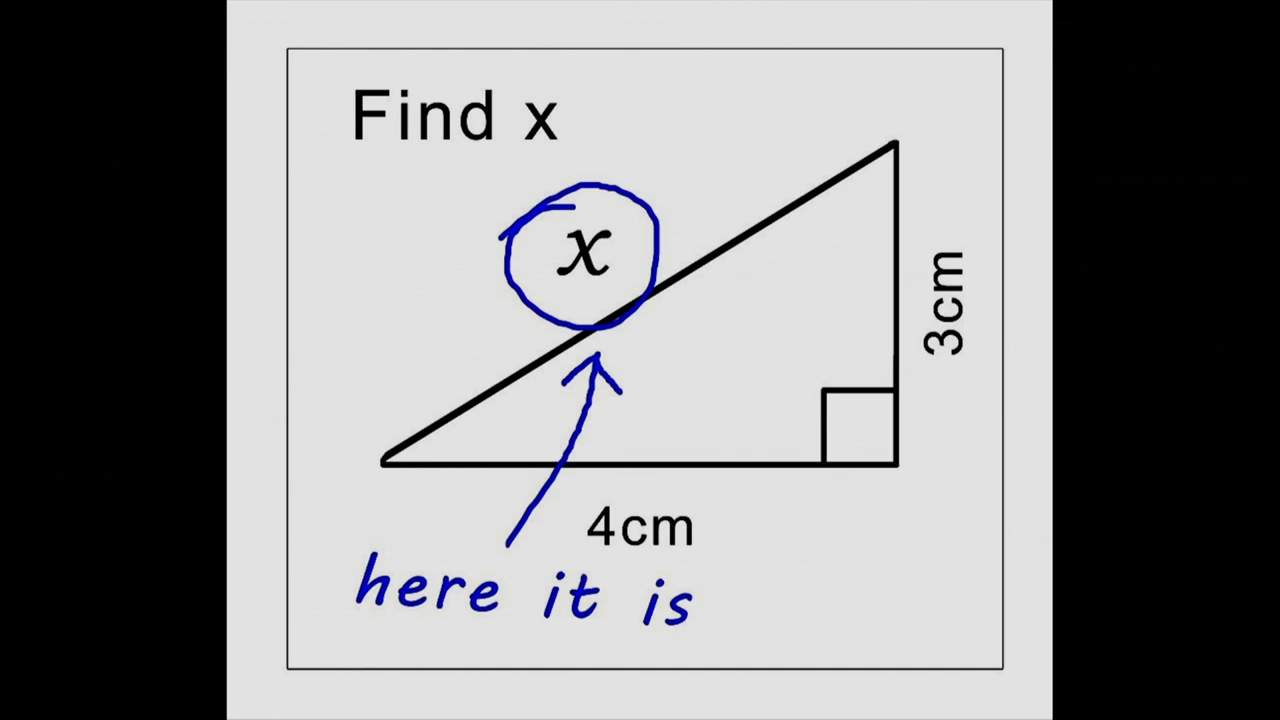 Find x
x
3cm
4cm
here it is